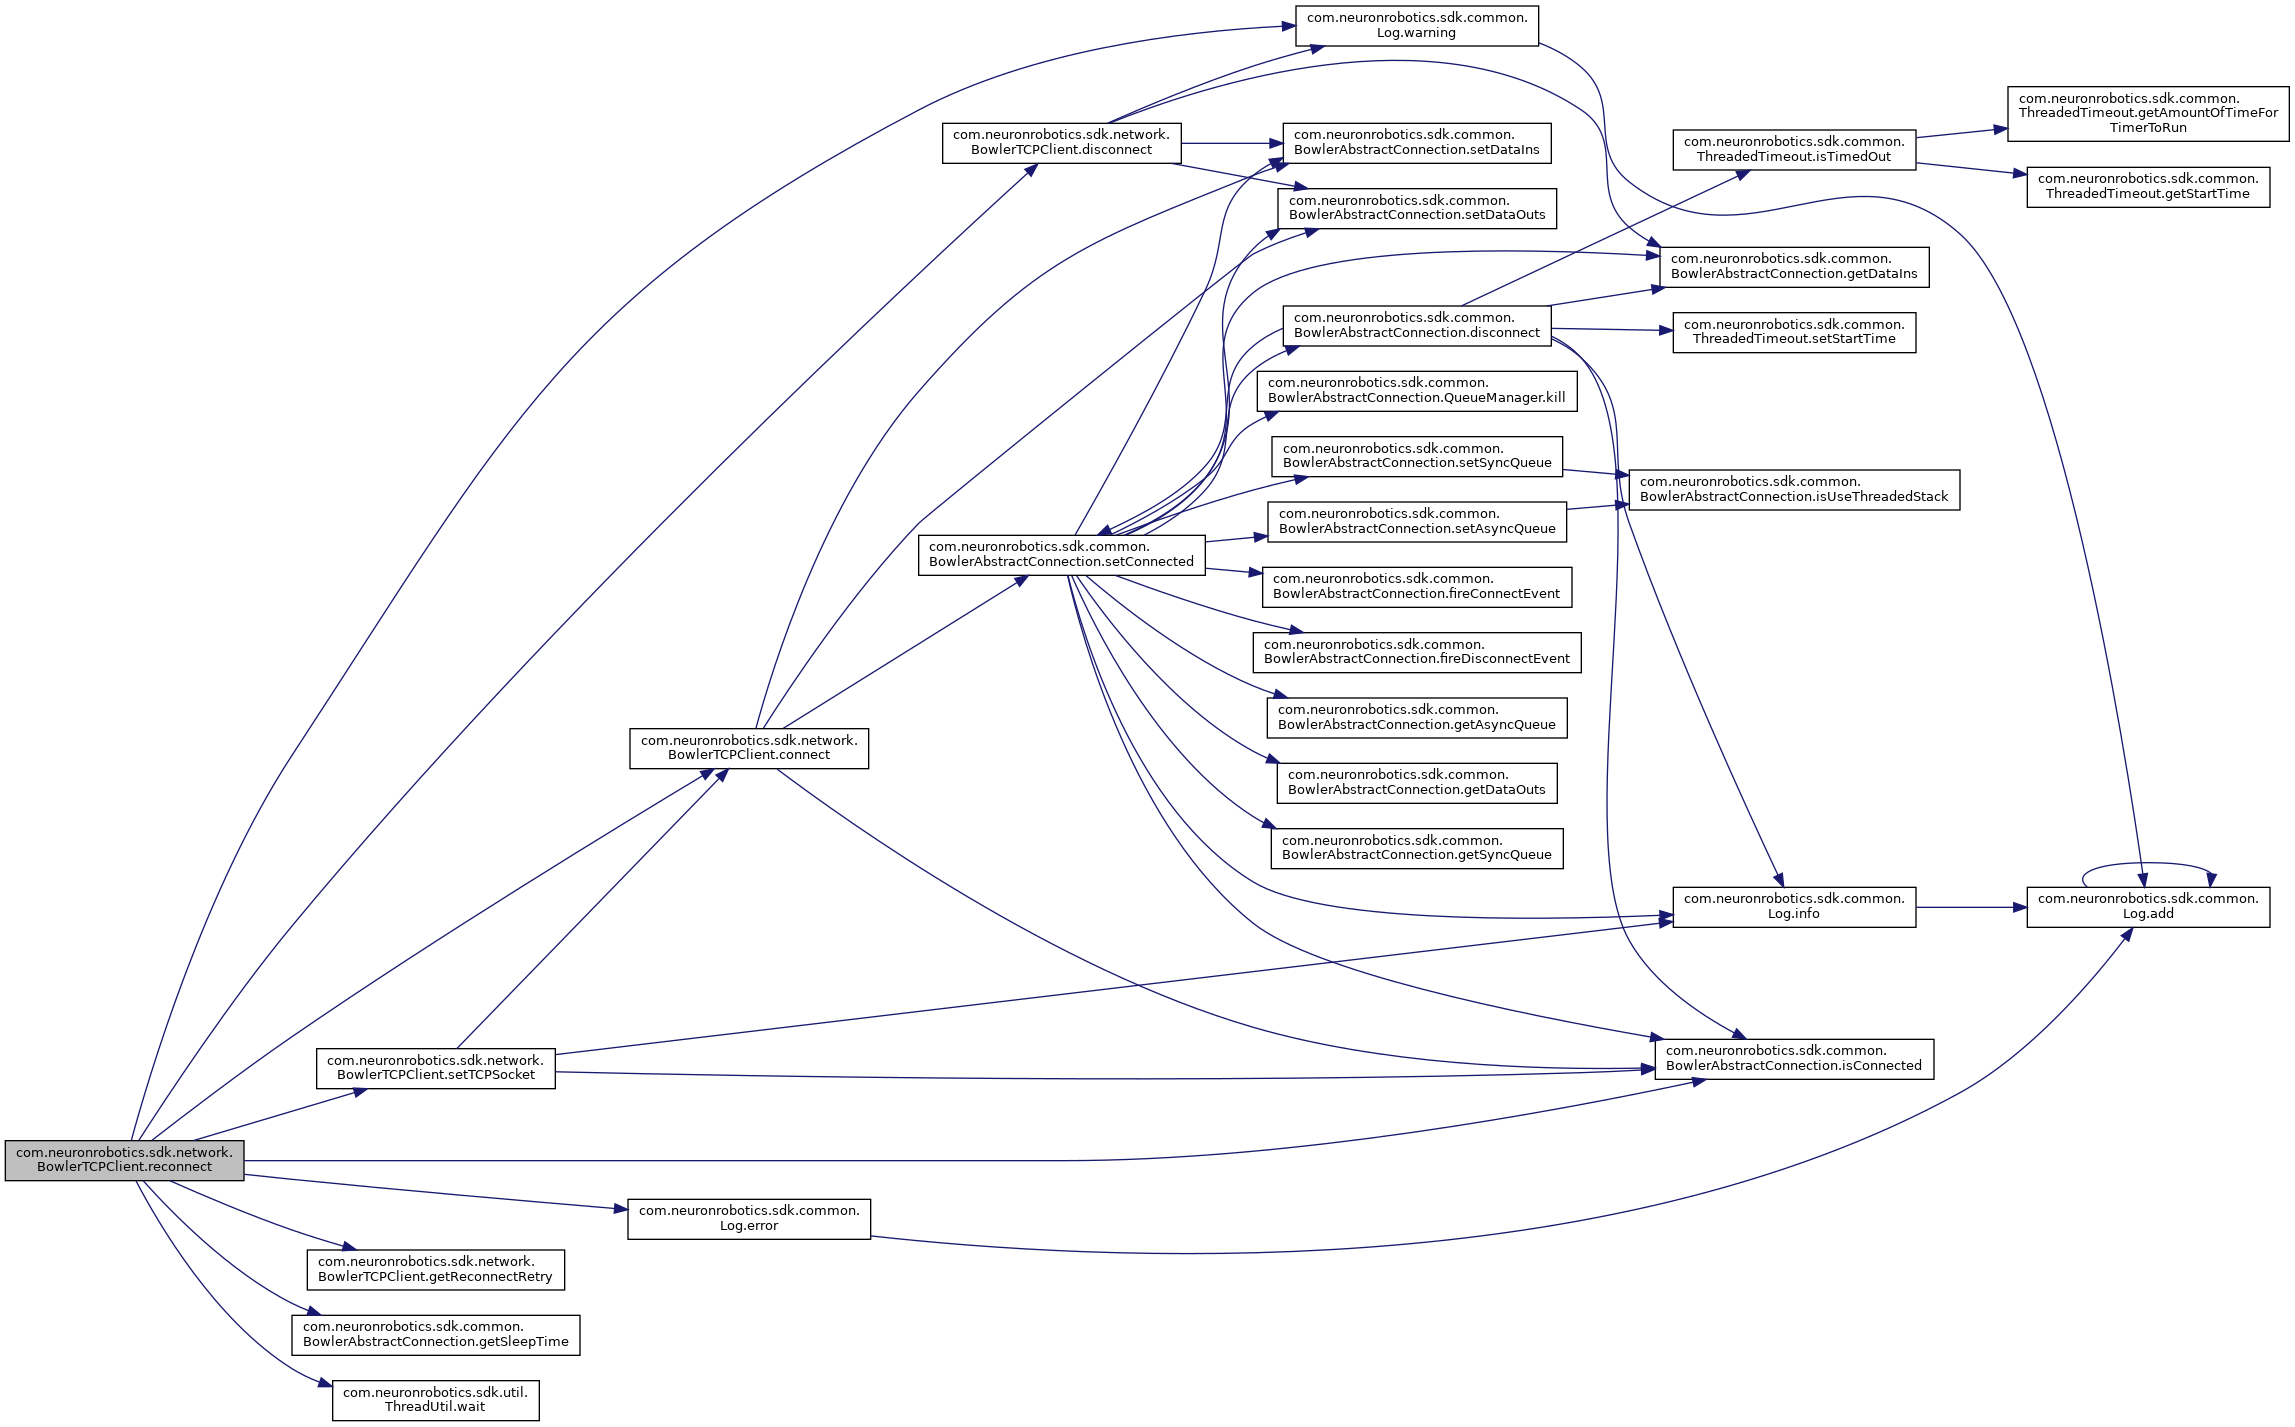 com.neuronrobotics.sdk.common.
Log.warning
com.neuronrobotics.sdk.common.
ThreadedTimeout.getAmountOfTimeFor
TimerToRun
com.neuronrobotics.sdk.network.
BowlerTCPClient.disconnect
com.neuronrobotics.sdk.common.
BowlerAbstractConnection.setDataIns
com.neuronrobotics.sdk.common.
ThreadedTimeout.isTimedOut
com.neuronrobotics.sdk.common.
ThreadedTimeout.getStartTime
com.neuronrobotics.sdk.common.
BowlerAbstractConnection.setDataOuts
com.neuronrobotics.sdk.common.
BowlerAbstractConnection.getDataIns
com.neuronrobotics.sdk.common.
BowlerAbstractConnection.disconnect
com.neuronrobotics.sdk.common.
ThreadedTimeout.setStartTime
com.neuronrobotics.sdk.common.
BowlerAbstractConnection.QueueManager.kill
com.neuronrobotics.sdk.common.
BowlerAbstractConnection.setSyncQueue
com.neuronrobotics.sdk.common.
BowlerAbstractConnection.isUseThreadedStack
com.neuronrobotics.sdk.common.
BowlerAbstractConnection.setAsyncQueue
com.neuronrobotics.sdk.common.
BowlerAbstractConnection.setConnected
com.neuronrobotics.sdk.common.
BowlerAbstractConnection.fireConnectEvent
com.neuronrobotics.sdk.common.
BowlerAbstractConnection.fireDisconnectEvent
com.neuronrobotics.sdk.common.
BowlerAbstractConnection.getAsyncQueue
com.neuronrobotics.sdk.network.
BowlerTCPClient.connect
com.neuronrobotics.sdk.common.
BowlerAbstractConnection.getDataOuts
com.neuronrobotics.sdk.common.
BowlerAbstractConnection.getSyncQueue
com.neuronrobotics.sdk.common.
Log.info
com.neuronrobotics.sdk.common.
Log.add
com.neuronrobotics.sdk.network.
BowlerTCPClient.setTCPSocket
com.neuronrobotics.sdk.common.
BowlerAbstractConnection.isConnected
com.neuronrobotics.sdk.network.
BowlerTCPClient.reconnect
com.neuronrobotics.sdk.common.
Log.error
com.neuronrobotics.sdk.network.
BowlerTCPClient.getReconnectRetry
com.neuronrobotics.sdk.common.
BowlerAbstractConnection.getSleepTime
com.neuronrobotics.sdk.util.
ThreadUtil.wait